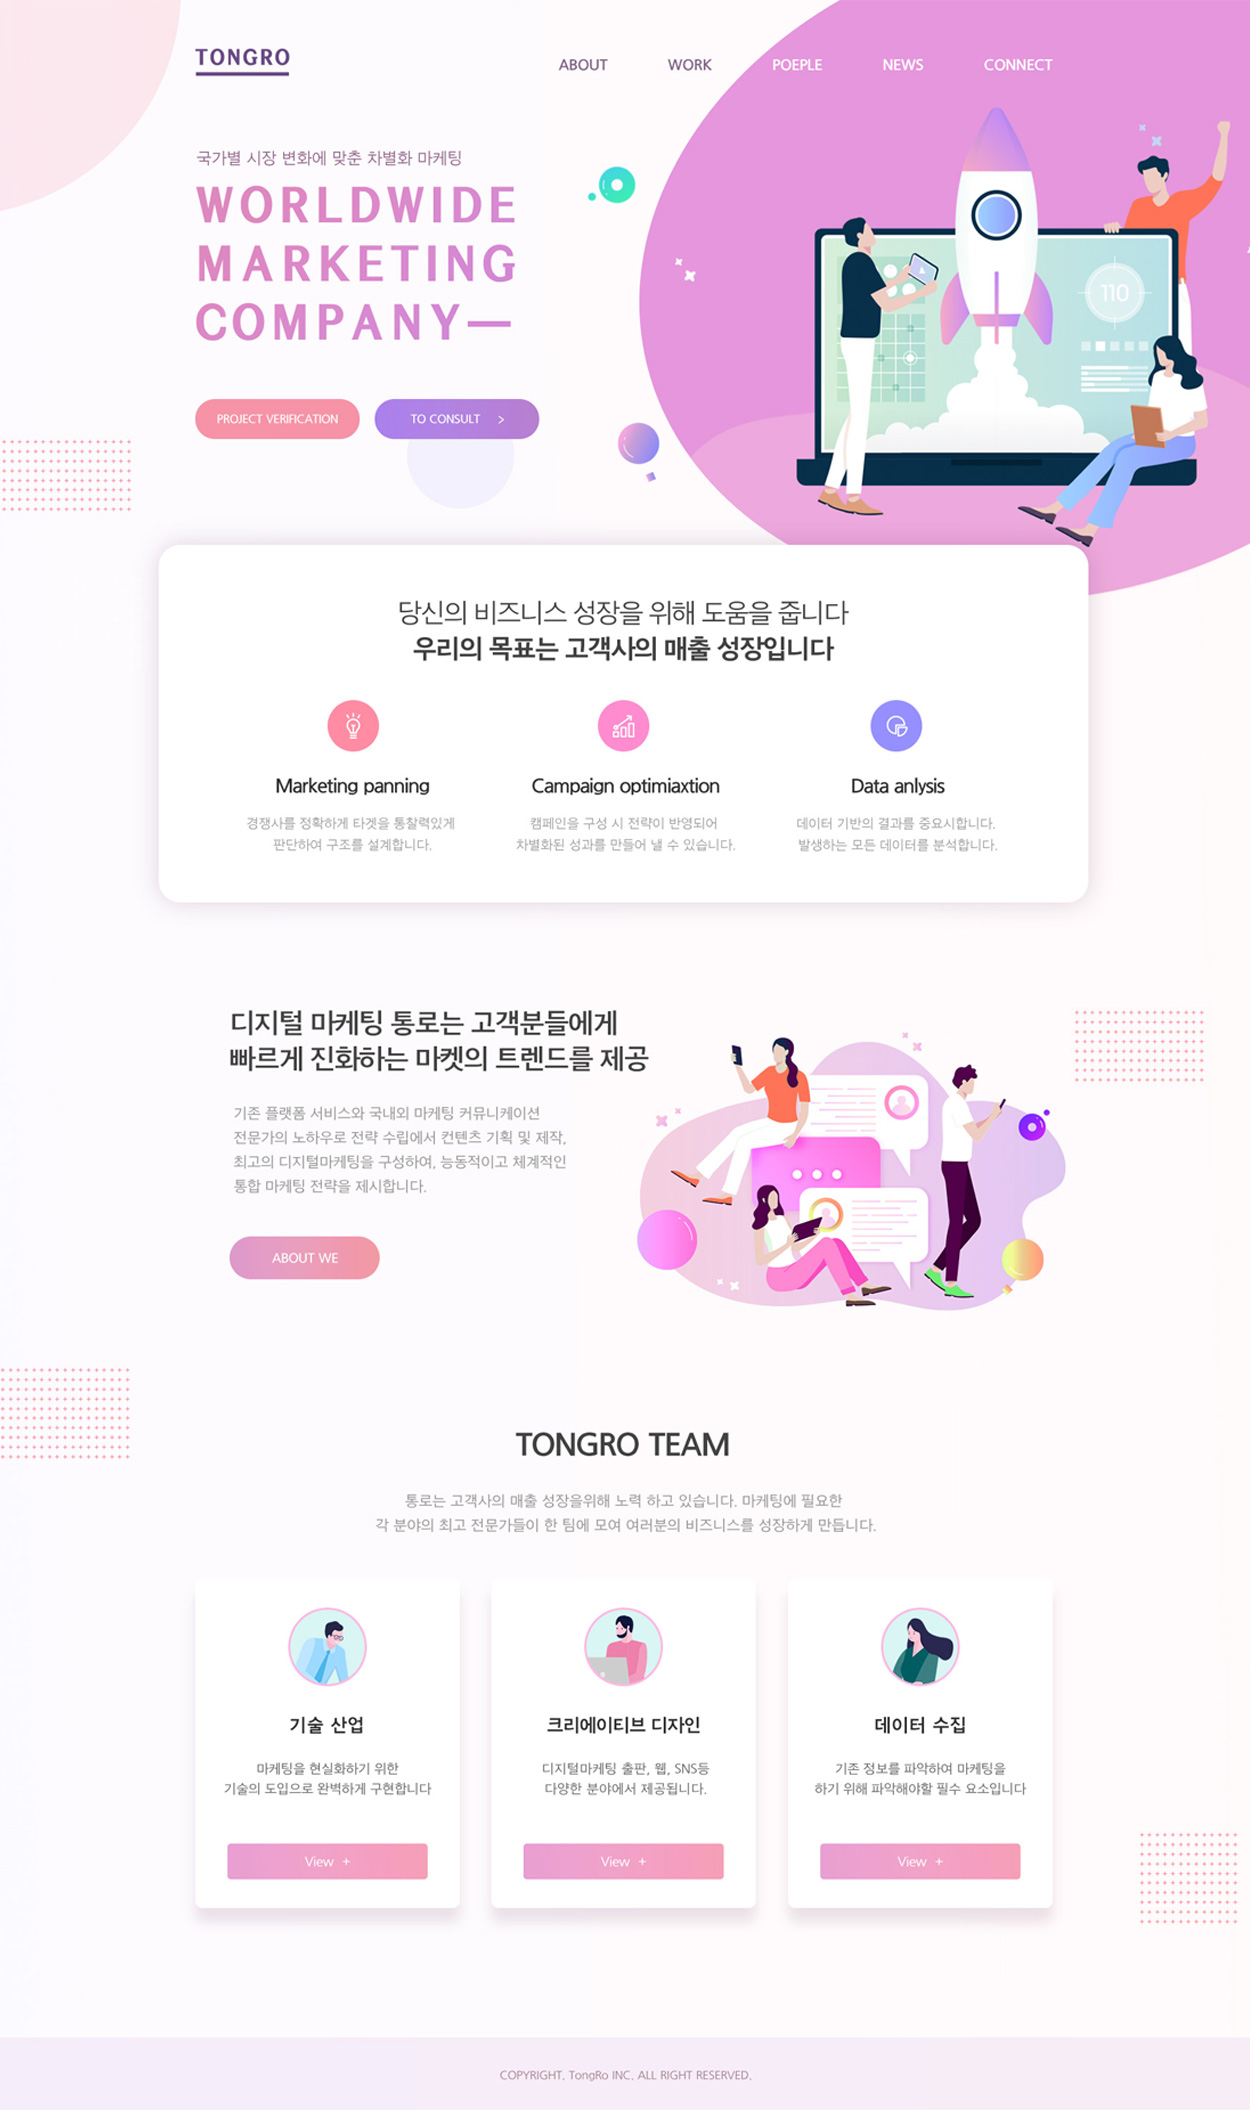 TONGRO
ABOUT WORK POEPLE NEWS CONNECT
국가별 시장 변화에 맞춘 차별화 마케팅
WORLDWIDE
MARKETING
COMPANY—
PROJECT VERIFICATION
TO CONSULT >
110
당신의 비즈니스 성장을 위해 도움을 줍니다
우리의 목표는 고객사의 매출 성장입니다
Marketing panning
경쟁사를 정확하게 타겟을 통찰력있게
판단하여 구조를 설계합니다.
Campaign optimiaxtion
캠페인을 구성 시 전략이 반영되어
차별화된 성과를 만들어 낼 수 있습니다.
Data anlysis
데이터 기반의 결과를 중요시합니다.
발생하는 모든 데이터를 분석합니다.
디지털 마케팅 통로는 고객분들에게
빠르게 진화하는 마켓의 트렌드를 제공
기존 플랫폼 서비스와 국내외 마케팅 커뮤니케이션
전문가의 노하우로 전략 수립에서 컨텐츠 기획 및 제작,
최고의 디지털마케팅을 구성하여, 능동적이고 체계적인
통합 마케팅 전략을 제시합니다.
ABOUT WE
TONGRO TEAM
통로는 고객사의 매출 성장을위해 노력 하고 있습니다. 마케팅에 필요한
각 분야의 최고 전문가들이 한 팀에 모여 여러분의 비즈니스를 성장하게 만듭니다.
기술 산업
마케팅을 현실화하기 위한
기술의 도입으로 완벽하게 구현합니다
View +
크리에이티브 디자인
디지털마케팅 출판, 웹, SNS등
다양한 분야에서 제공됩니다.
View +
데이터 수집
기존 정보를 파악하여 마케팅을
하기 위해 파악해야할 필수 요소입니다
View +
COPYRIGHT. TongRo INC. ALL RIGHT RESERVED.